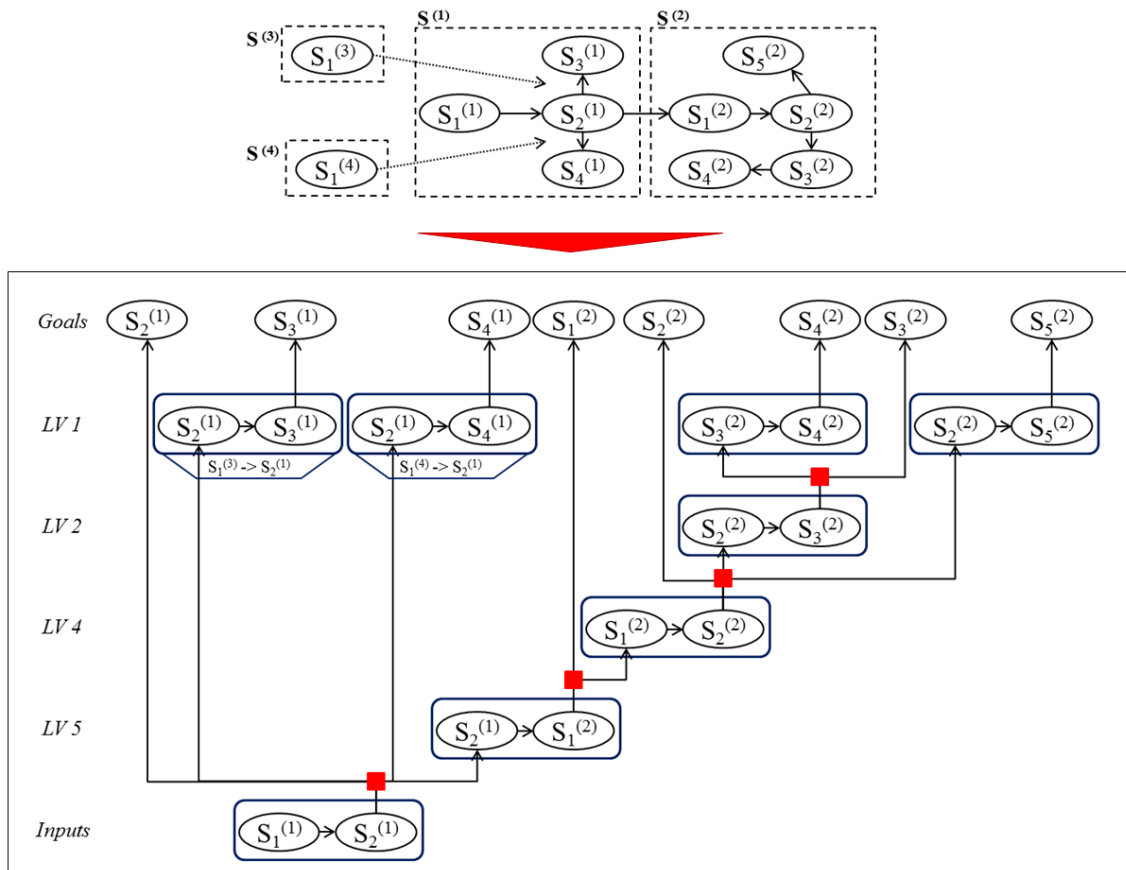 S(1) S(2)
S(3) S1(3) S3(1) S5(2)
S1(1) S2(1) S1(2) S2(2)
S(4) S1(4) S4(1) S4(2) S3(2)
Goals S2(1) S3(1) S4(1) S1(2) S2(2) S4(2) S3(2) S5(2)
LV 1 S2(1) S3(1) S2(1) S4(1) S3(2) S4(2) S2(2) S5(2)
S1(3) -> S2(1) S1(4) -> S2(1)
LV 2 S2(2) S3(2)
LV 4 S1(2) S2(2)
LV 5 S2(1) S1(2)
Inputs S1(1) S2(1)